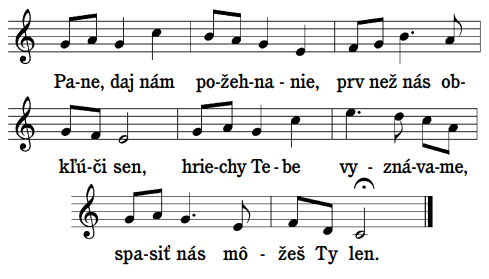 Pa-ne, daj nám po-žeh-na-nie, prv než nás ob-
kľú-či sen, hrie-chy Te-be vy-zná-va-me,
spa-siť nás mô-žeš Ty len.